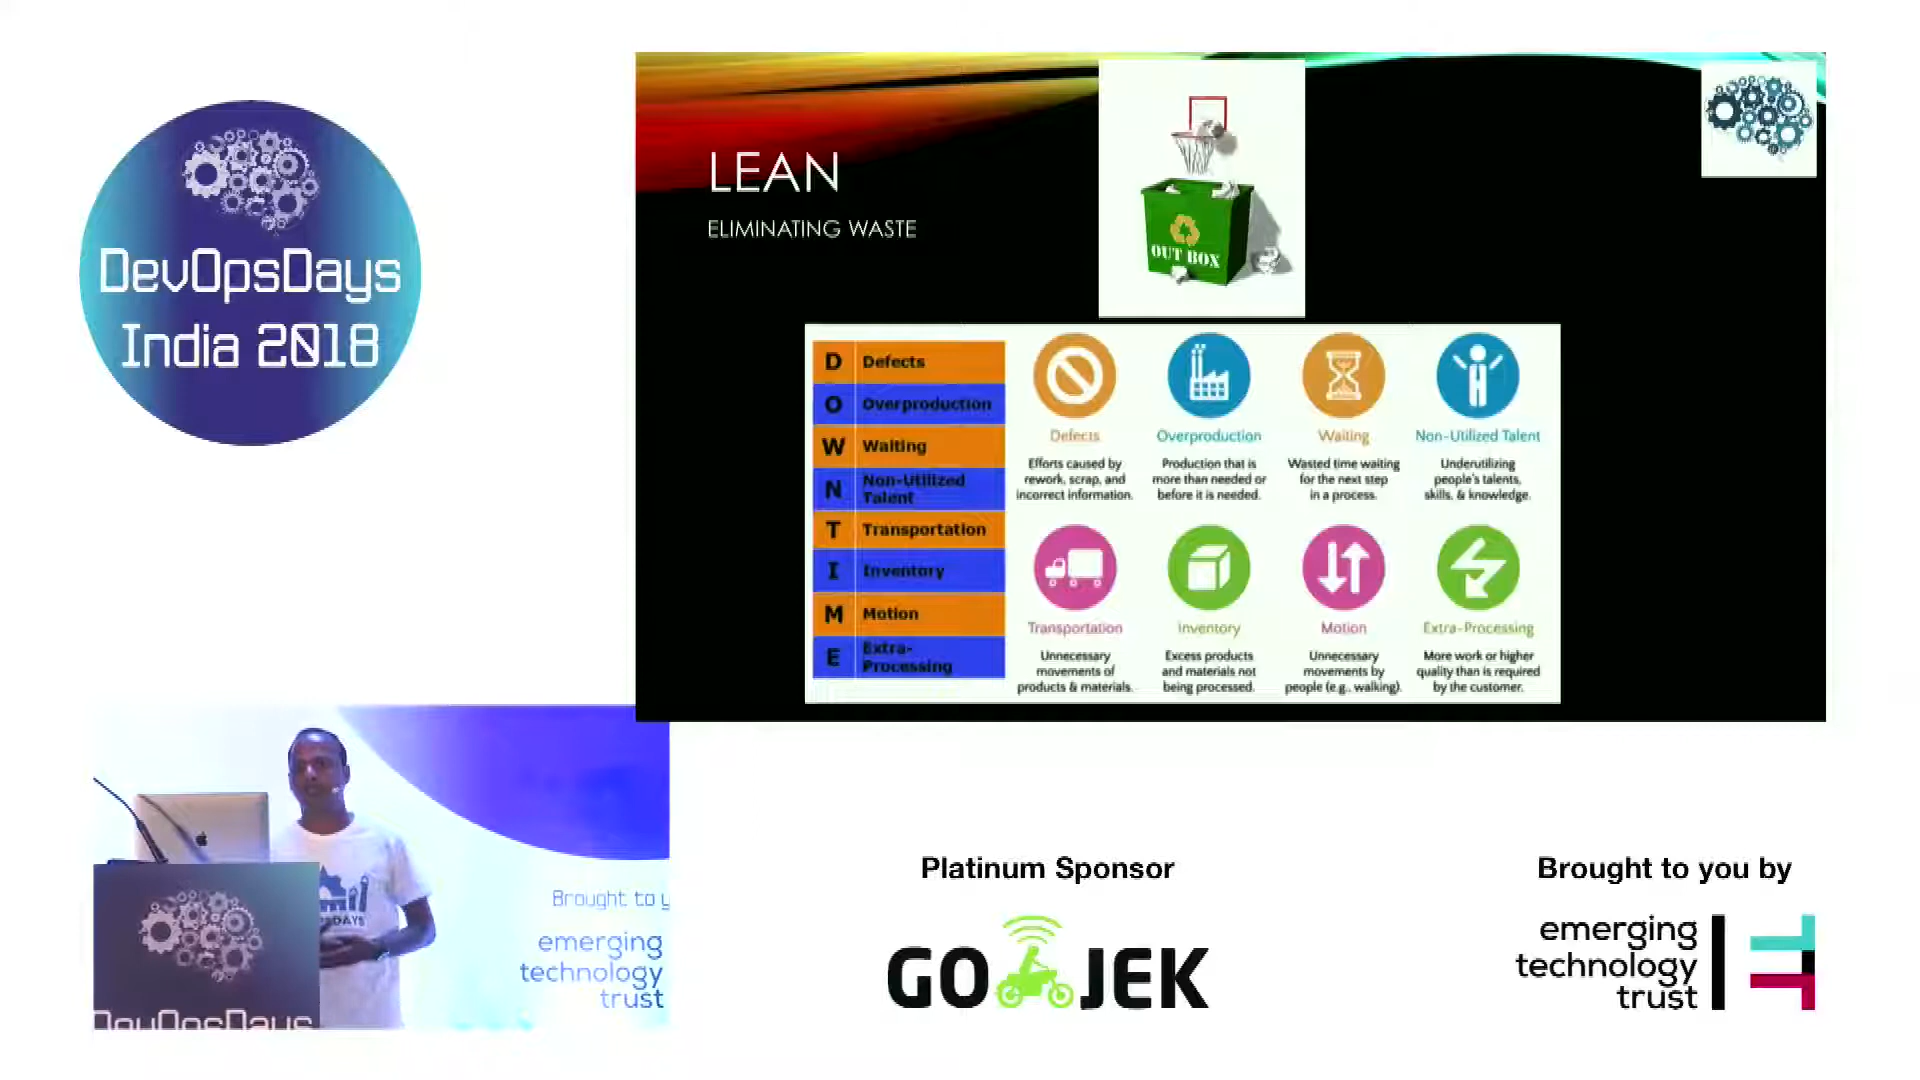 DevOpsDays
India 2018
LEAN
ELIMINATING WASTE
OUT BOX
D Defects
O Overproduction
W Waiting
N Non-Utilized
Talent
T Transportation
I Inventory
M Motion
E Extra-
Processing
Defects
Efforts caused by
rework, scrap, and
incorrect information.
Overproduction
Production that is
more than needed or
before it is needed.
Waiting
Wasted time waiting
for the next step
in a process.
Non-Utilized Talent
Underutilizing
people's talents,
skills, & knowledge.
Transportation
Unnecessary
movements of
products & materials.
Inventory
Excess products
and materials not
being processed.
Motion
Unnecessary
movements by
people (e.g., walking).
Extra-Processing
More work or higher
quality than is required
by the customer.
Brought to y
emerging
technology
trust
DevOpsDays
Platinum Sponsor
GO JEK
Brought to you by
emerging
technology
trust